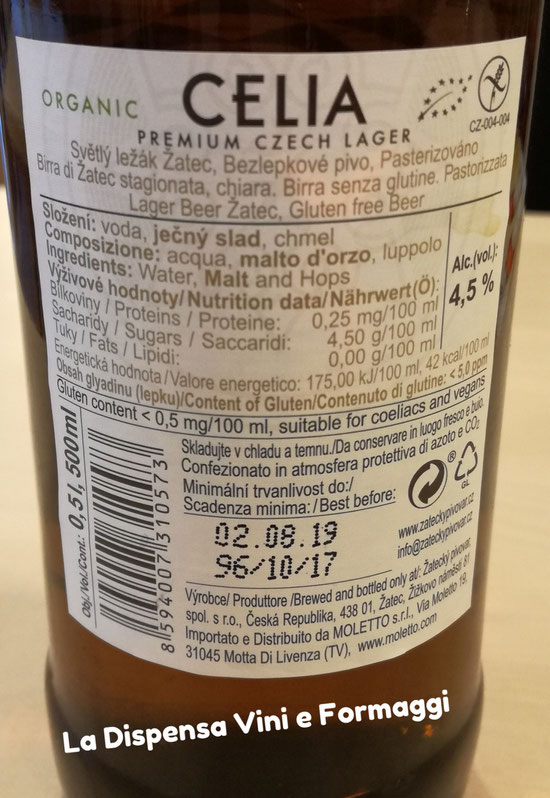 ORGANIC
CELIA
CZ-004-004
PREMIUM CZECH LAGER
Světlý ležák Žatec, Bezlepkové pivo, Pasterizováno
Birra di Žatec stagionata, chiara. Birra senza glutine. Pastorizzata
Lager Beer Žatec, Gluten free Beer
Složení: voda, ječný slad, chmel
Composizione: acqua, malto d'orzo, luppolo
Ingredients: Water, Malt and Hops
Alc.(vol.):
4,5 %
Výživové hodnoty/Nutrition data/Nährwert(Ö):
Bílkoviny / Proteins / Proteine: 0,25 mg/100 ml
Sacharidy / Sugars / Saccaridi: 4,50 g/100 ml
Tuky / Fats / Lipidi: 0,00 g/100 ml
Energetická hodnota/Valore energetico: 175,00 kJ/100 ml, 42 kcal/100 ml
Obsah glyadinu (lepku)/Content of Gluten/Contenuto di glutine: < 5,0 ppm
Gluten content < 0,5 mg/100 ml, suitable for coeliacs and vegans
Obj./Vol./Cont.: 0,5 l, 500ml
8 594007 310573
Skladujte v chladu a temnu./Da conservare in luogo fresco e buio.
Confezionato in atmosfera protettiva di azoto e CO2
Minimální trvanlivost do:/
Scadenza minima:/Best before:
®
GL
02.08.19
96/10/17
www.zateckypivovar.cz
info@zateckypivovar.cz
Výrobce/ Produttore /Brewed and bottled only at/: Žatecký pivovar,
spol. s r.o., Česká Republika, 438 01, Žatec, Žižkovo náměstí 81
Importato e Distribuito da MOLETTO s.r.l., Via Moletto 19,
31045 Motta Di Livenza (TV), www.moletto.com
La Dispensa Vini e Formaggi